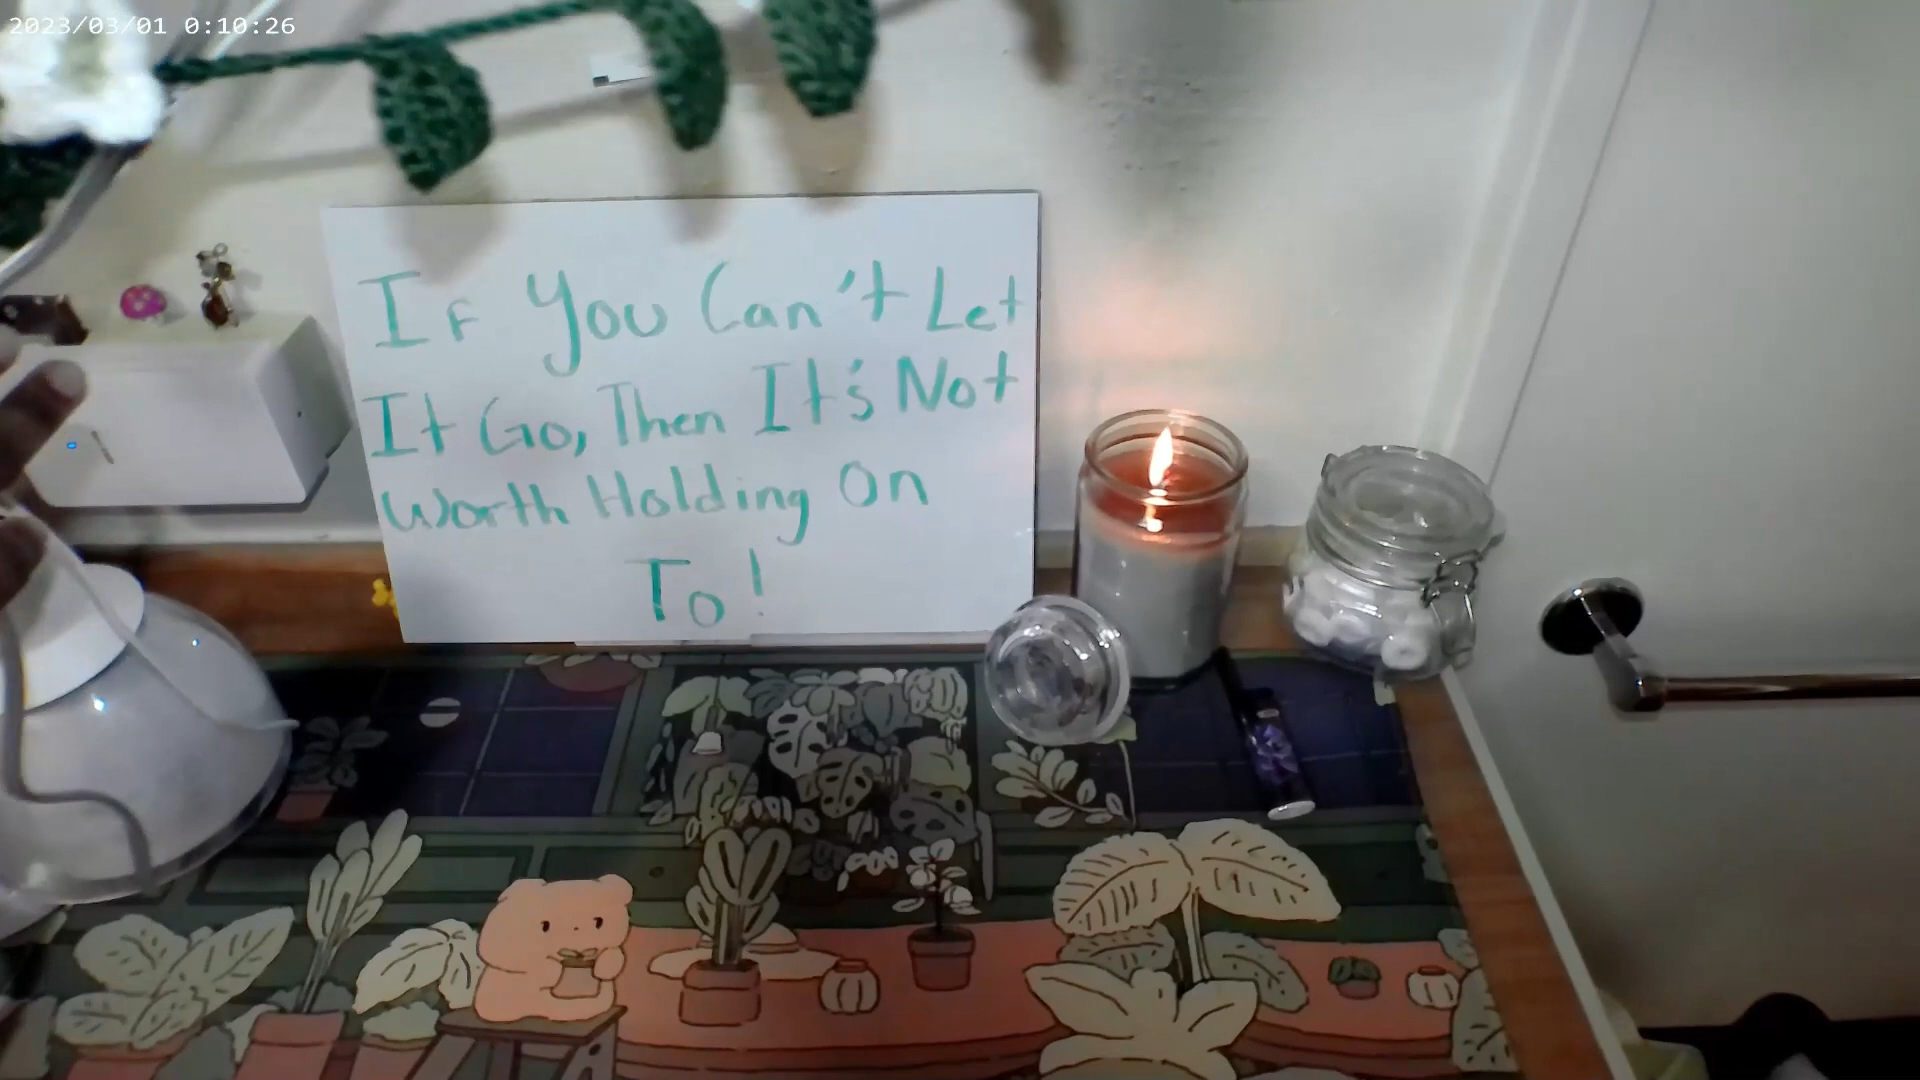 2023/03/01 0:10:26
If You Can't Let
It Go, Then It's Not
Worth Holding On
To!